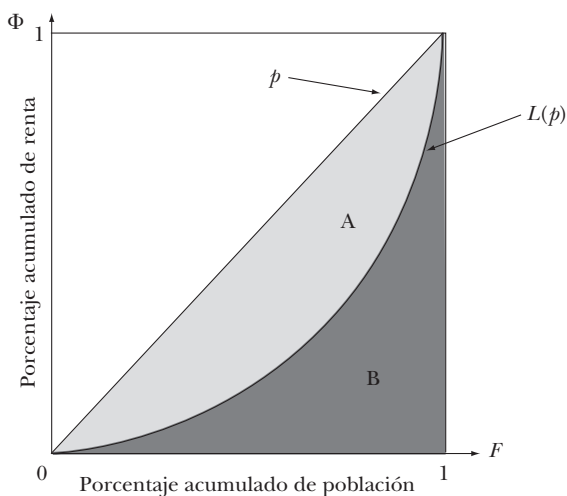 Φ
1
p
L(p)
Porcentaje acumulado de renta
A
B
F
0
1
Porcentaje acumulado de población